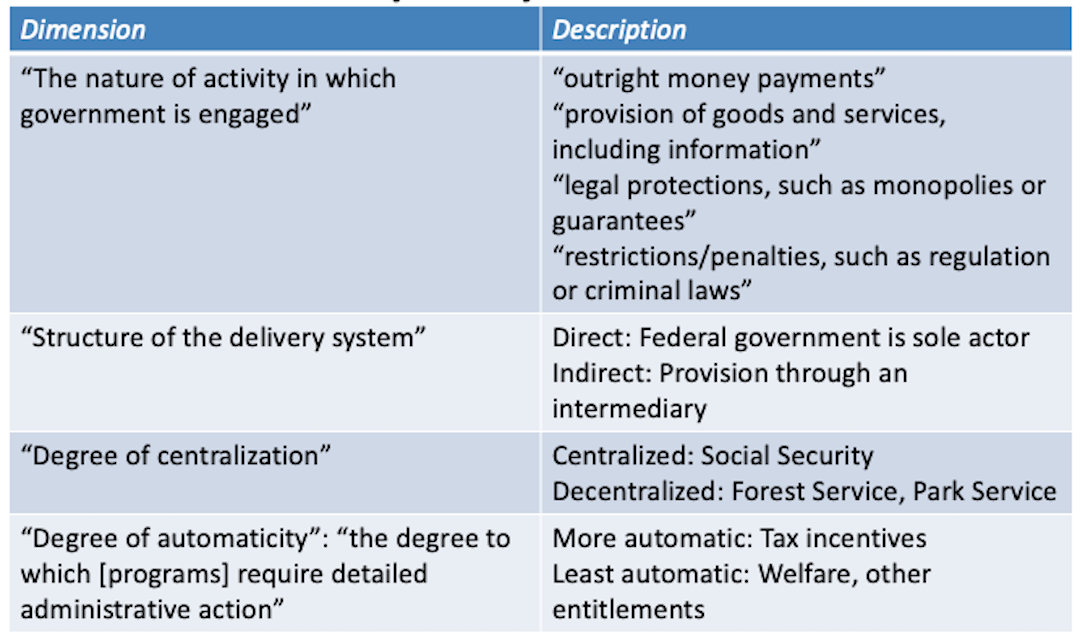 Dimension
Description
“The nature of activity in which
government is engaged”
“outright money payments”
“provision of goods and services,
including information”
“legal protections, such as monopolies or
guarantees”
“restrictions/penalties, such as regulation
or criminal laws”
“Structure of the delivery system”
Direct: Federal government is sole actor
Indirect: Provision through an
intermediary
“Degree of centralization”
Centralized: Social Security
Decentralized: Forest Service, Park Service
“Degree of automaticity”: “the degree to
which [programs] require detailed
administrative action”
More automatic: Tax incentives
Least automatic: Welfare, other
entitlements